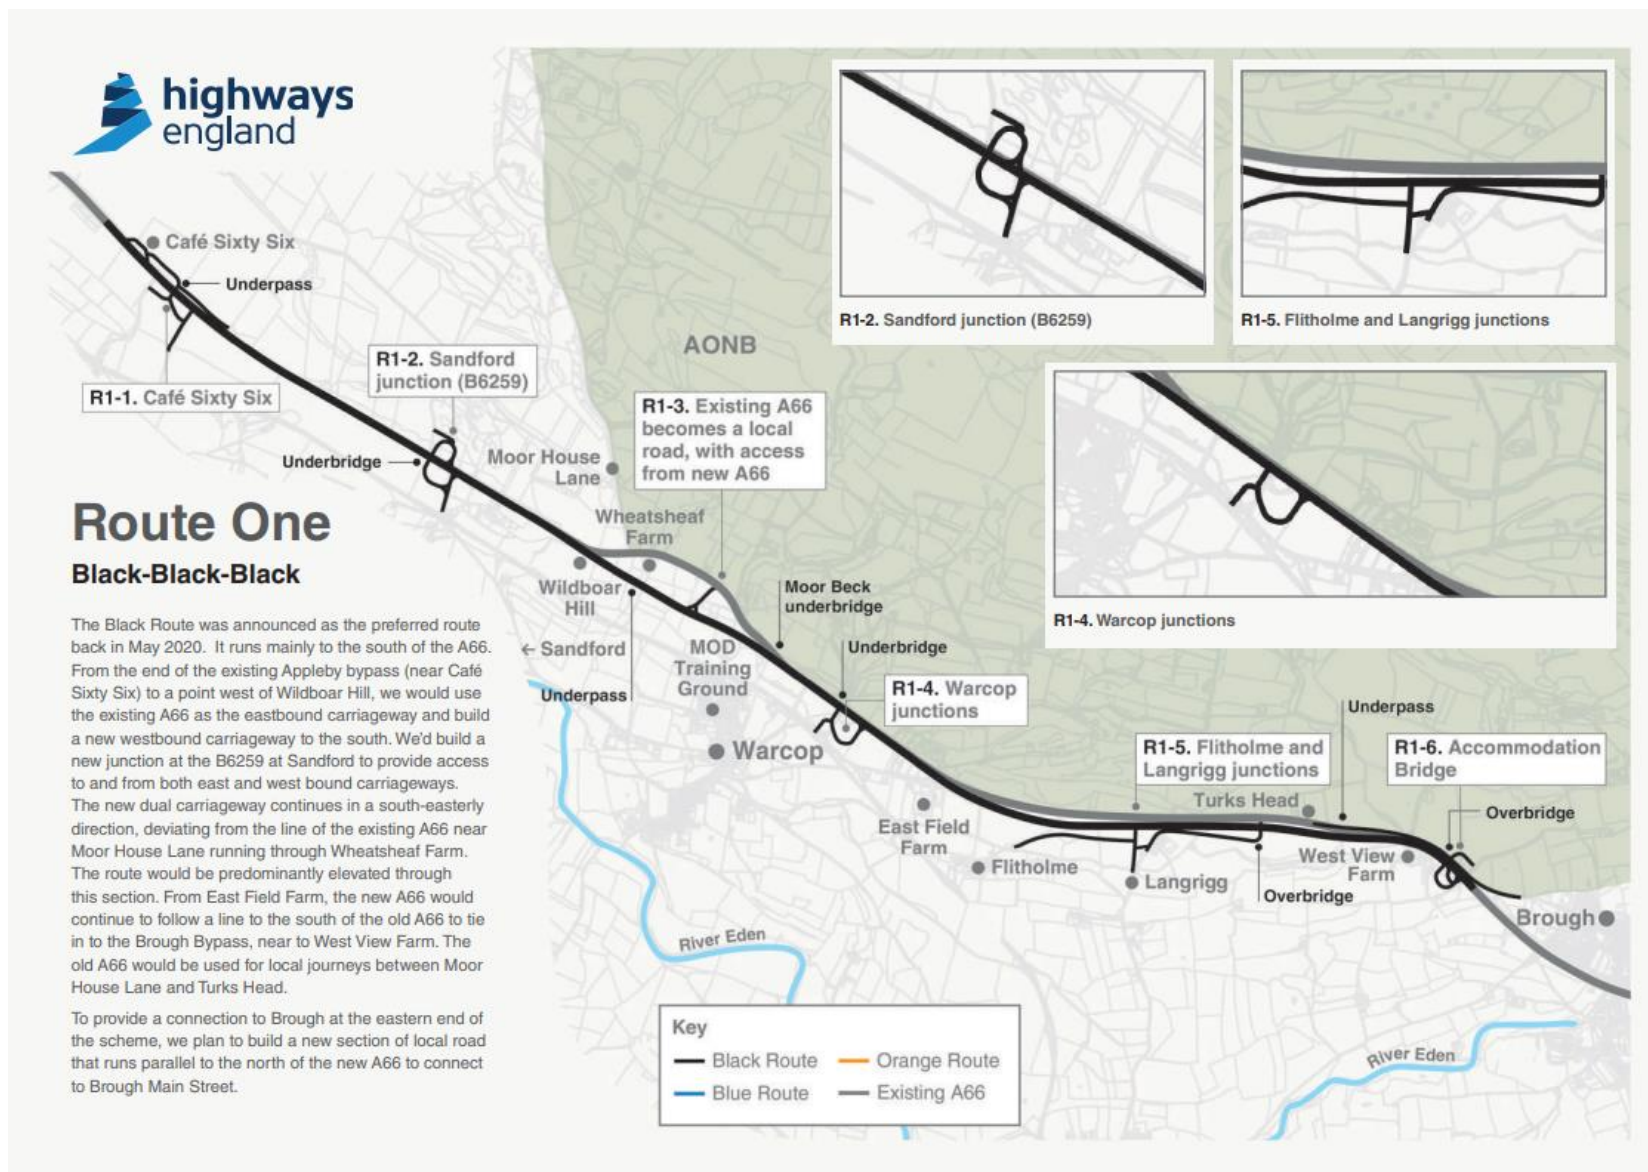 highways
england
Café Sixty Six
Underpass
R1-1. Café Sixty Six
R1-2. Sandford
junction (B6259)
Underbridge
Moor House
Lane
AONB
R1-3. Existing A66
becomes a local
road, with access
from new A66
Wheatsheaf
Farm
Wildboar
Hill
← Sandford
Underpass
MOD
Training
Ground
Warcop
Moor Beck
underbridge
Underbridge
R1-4. Warcop
junctions
East Field
Farm
Flitholme
R1-5. Flitholme and
Langrigg junctions
Turks Head
Langrigg
Underpass
Overbridge
West View
Farm
R1-6. Accommodation
Bridge
Overbridge
Brough
River Eden
River Eden
R1-2. Sandford junction (B6259)
R1-5. Flitholme and Langrigg junctions
R1-4. Warcop junctions
Route One
Black-Black-Black
The Black Route was announced as the preferred route
back in May 2020.  It runs mainly to the south of the A66.
From the end of the existing Appleby bypass (near Café
Sixty Six) to a point west of Wildboar Hill, we would use
the existing A66 as the eastbound carriageway and build
a new westbound carriageway to the south. We'd build a
new junction at the B6259 at Sandford to provide access
to and from both east and west bound carriageways.
The new dual carriageway continues in a south-easterly
direction, deviating from the line of the existing A66 near
Moor House Lane running through Wheatsheaf Farm.
The route would be predominantly elevated through
this section. From East Field Farm, the new A66 would
continue to follow a line to the south of the old A66 to tie
in to the Brough Bypass, near to West View Farm. The
old A66 would be used for local journeys between Moor
House Lane and Turks Head.
To provide a connection to Brough at the eastern end of
the scheme, we plan to build a new section of local road
that runs parallel to the north of the new A66 to connect
to Brough Main Street.
Key
Black Route
Orange Route
Blue Route
Existing A66